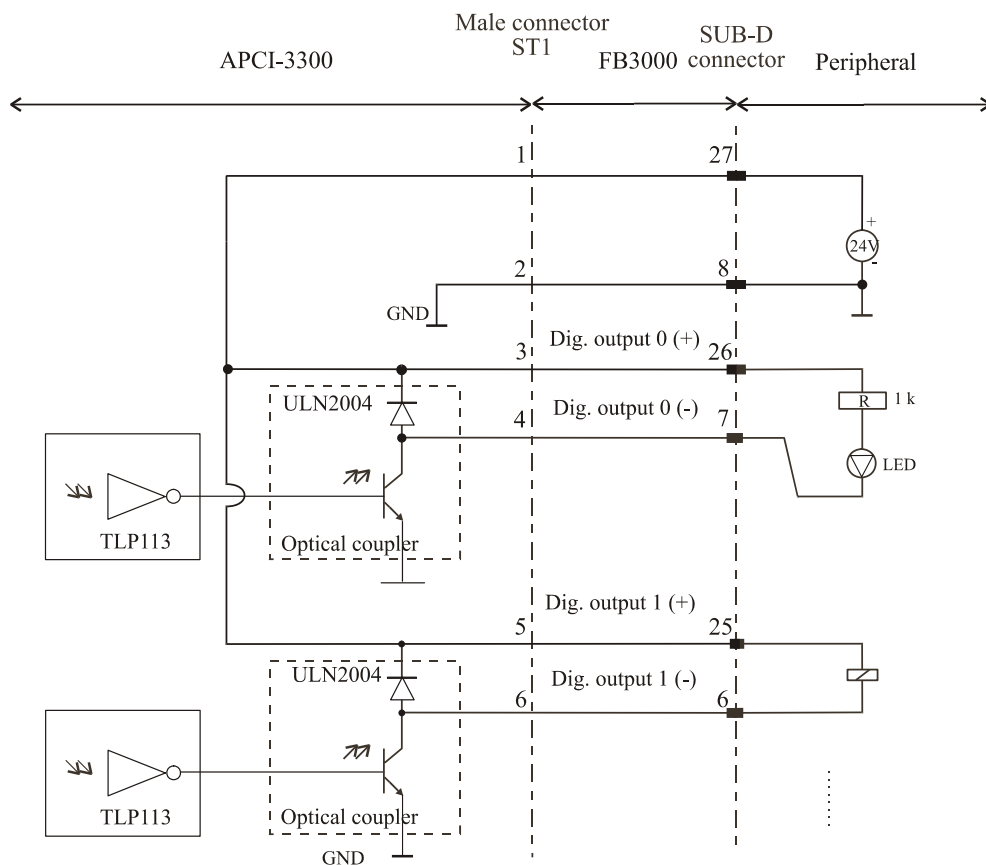 Male connector
ST1
SUB-D
connector
APCI-3300
FB3000
Peripheral
1
27
+
24V
-
2
8
GND
Dig. output 0 (+)
3
26
ULN2004
Dig. output 0 (-)
R
1 k
4
7
LED
TLP113
Optical coupler
Dig. output 1 (+)
5
25
ULN2004
Dig. output 1 (-)
6
6
TLP113
Optical coupler
GND